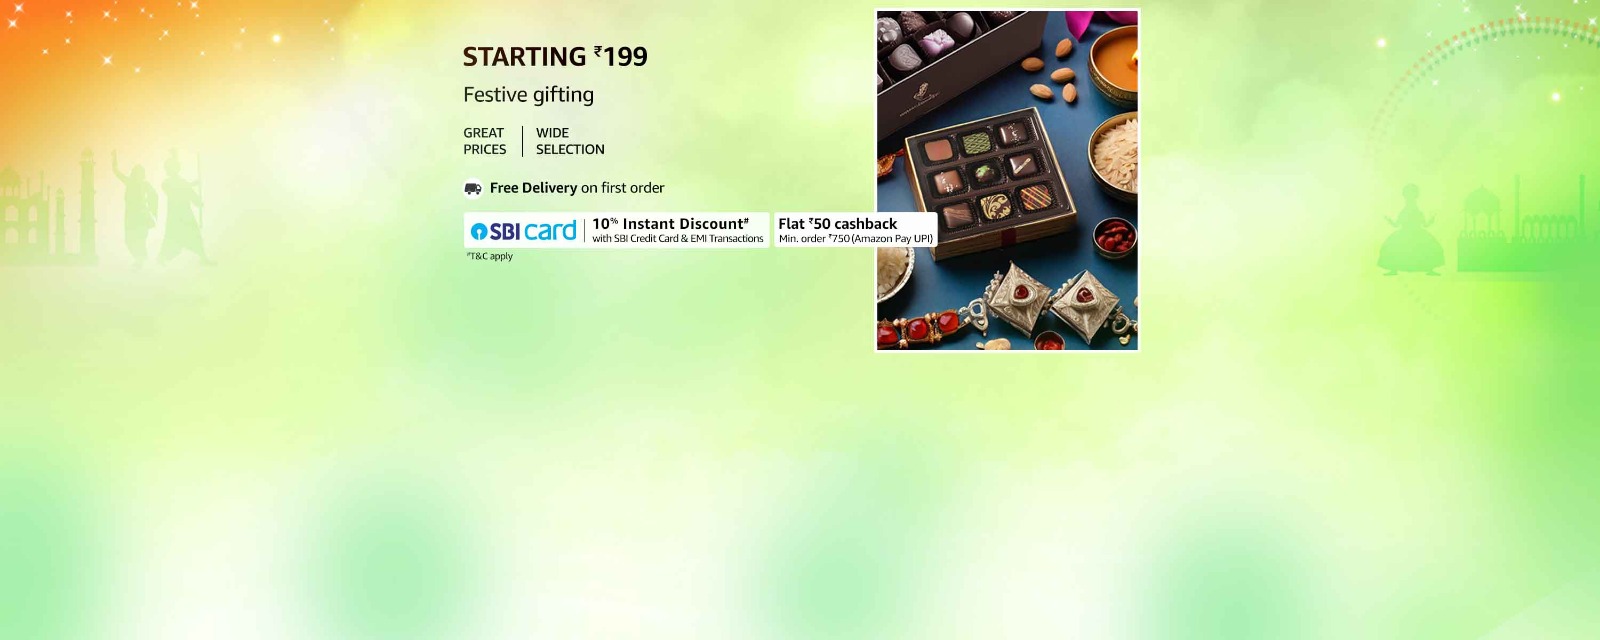 STARTING ₹199
Festive gifting
GREAT PRICES
WIDE SELECTION
Free Delivery on first order
SBI card
10% Instant Discount#
with SBI Credit Card & EMI Transactions
Flat ₹50 cashback
Min. order ₹750 (Amazon Pay UPI)
#T&C apply